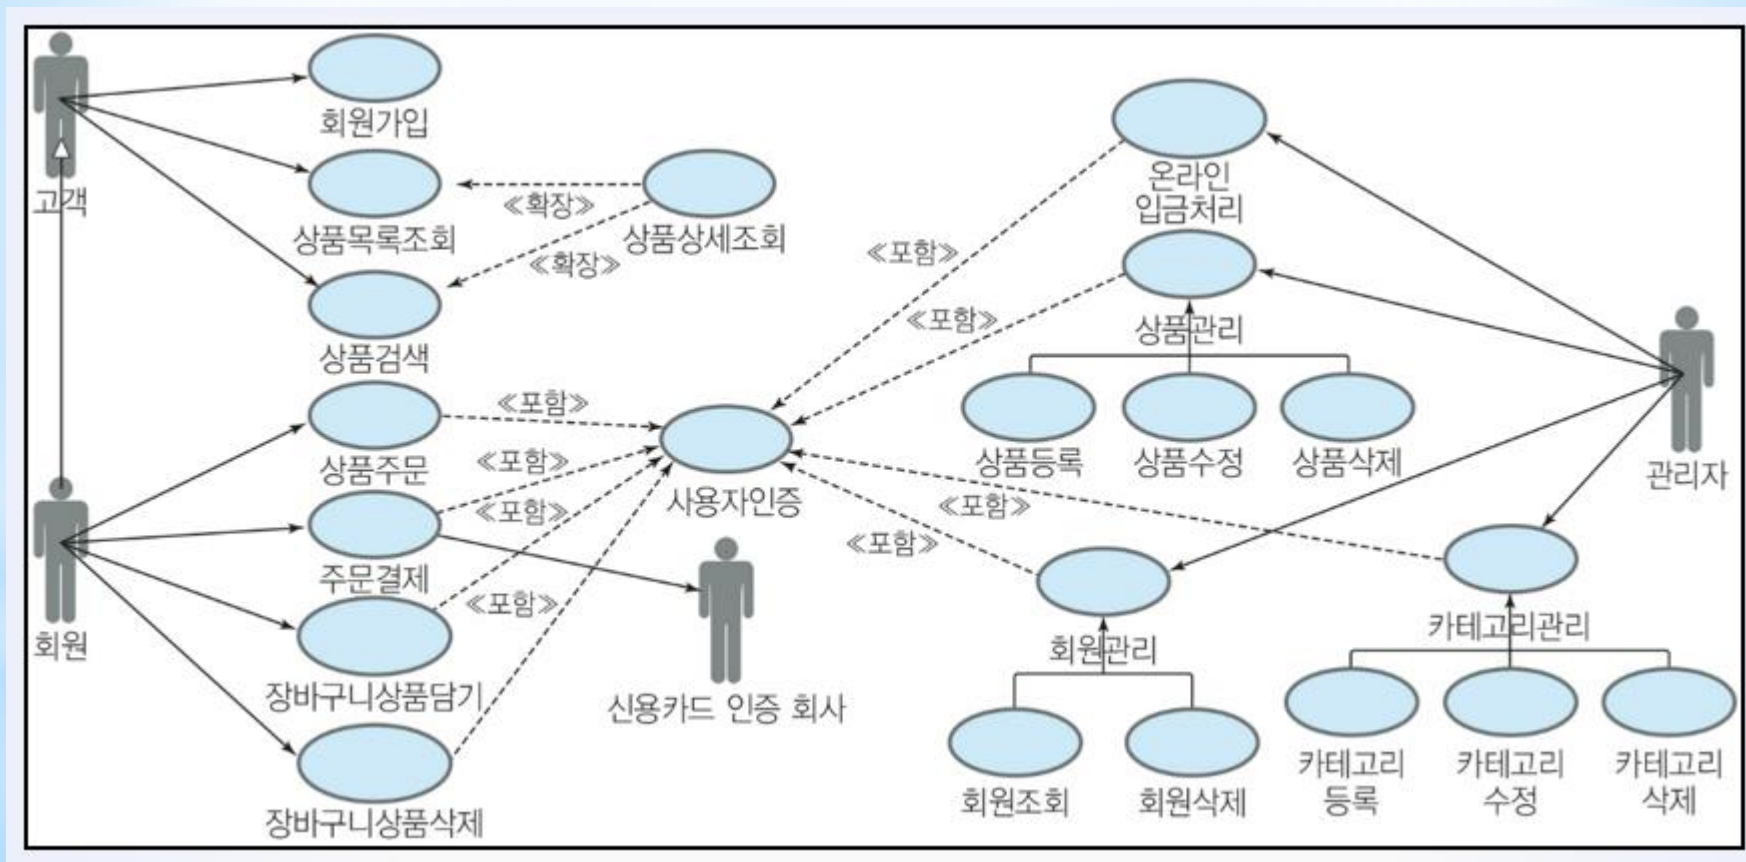 고객
회원가입
상품목록조회
≪확장≫
상품상세조회
≪확장≫
상품검색
상품주문
≪포함≫
≪포함≫
≪포함≫
≪포함≫
주문결제
회원
장바구니상품담기
장바구니상품삭제
사용자인증
신용카드 인증 회사
온라인
입금처리
≪포함≫
≪포함≫
상품관리
상품등록
상품수정
상품삭제
관리자
≪포함≫
≪포함≫
회원관리
회원조회
회원삭제
카테고리관리
카테고리
등록
카테고리
수정
카테고리
삭제